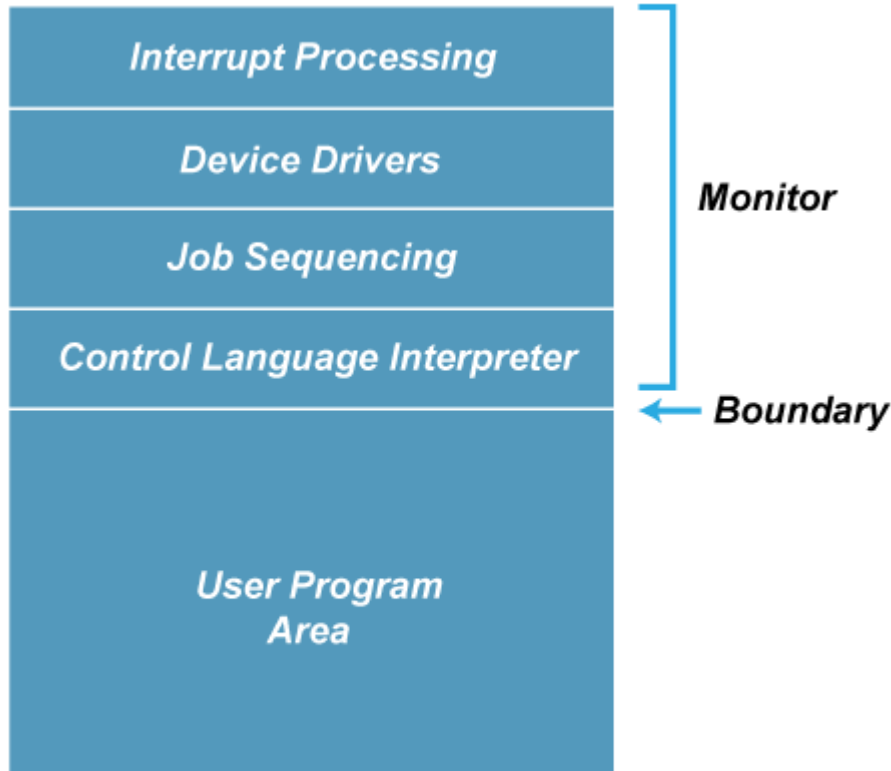 Interrupt Processing
Device Drivers
Job Sequencing
Control Language Interpreter
User Program
Area
Monitor
Boundary